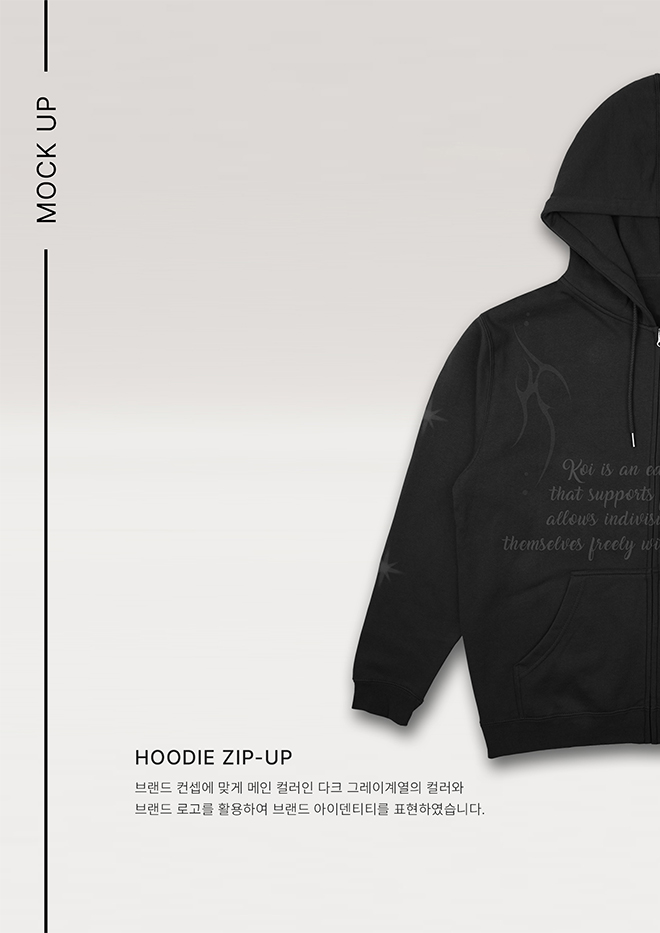 MOCK UP
Koi is an
that supports
allows
themselves freely
HOODIE ZIP-UP
브랜드 컨셉에 맞게 메인 컬러인 다크 그레이계열의 컬러와
브랜드 로고를 활용하여 브랜드 아이덴티티를 표현하였습니다.